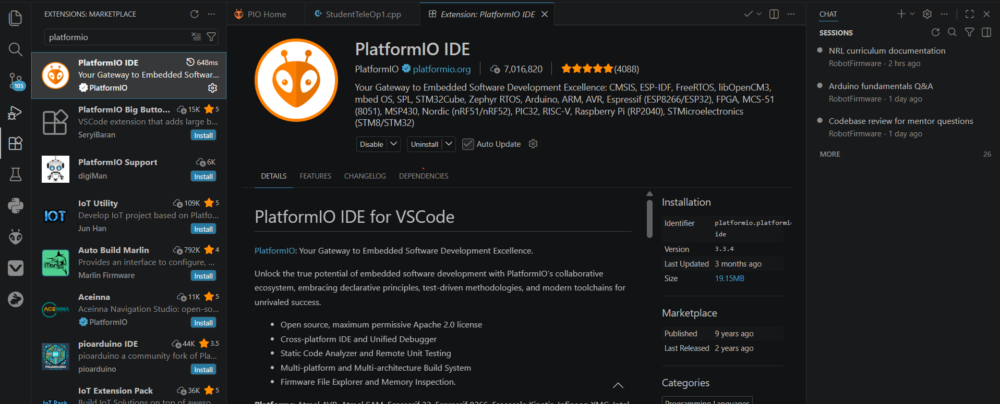 EXTENSIONS: MARKETPLACE
platformio
105
PlatformIO IDE 648ms
Your Gateway to Embedded Softwar...
PlatformIO
PlatformIO Big Butto... 15K 5
VSCode extension that adds large b...
SeryiBaran Install
PlatformIO Support 6K
digiMan Install
IOT
IoT Utility 109K 5
Develop IoT project based on Platfo...
Jun Han Install
Marlin
Auto Build Marlin 792K 4
Provides an interface to configure, ...
Marlin Firmware Install
ACEINNA
Aceinna 11K 5
Aceinna Navigation Studio: open-so...
PlatformIO Install
PIOARDUINO
pioarduino IDE 44K 3.5
pioarduino a community fork of Pla...
pioarduino Install
IoT Pack
IoT Extension Pack 36K 5
Build IoT Solutions on top of aweso...
PIO Home
StudentTeleOp1.cpp
Extension: PlatformIO IDE
PlatformIO IDE
PlatformIO platformio.org 7,016,820 (4088)
Your Gateway to Embedded Software Development Excellence: CMSIS, ESP-IDF, FreeRTOS, libOpenCM3,
mbed OS, SPL, STM32Cube, Zephyr RTOS, Arduino, ARM, AVR, Espressif (ESP8266/ESP32), FPGA, MCS-51
(8051), MSP430, Nordic (nRF51/nRF52), PIC32, RISC-V, Raspberry Pi (RP2040), STMicroelectronics
(STM8/STM32)
Disable Uninstall Auto Update
DETAILS FEATURES CHANGELOG DEPENDENCIES
PlatformIO IDE for VSCode
PlatformIO: Your Gateway to Embedded Software Development Excellence.
Unlock the true potential of embedded software development with PlatformIO’s collaborative
ecosystem, embracing declarative principles, test-driven methodologies, and modern toolchains for
unrivaled success.
• Open source, maximum permissive Apache 2.0 license
• Cross-platform IDE and Unified Debugger
• Static Code Analyzer and Remote Unit Testing
• Multi-platform and Multi-architecture Build System
• Firmware File Explorer and Memory Inspection.
Platforms: Atmel AVR, Atmel SAM, Espressif 32, Espressif 8266, Freescale Kinetis, Infineon XMC, Intel
Installation
Identifier platformio.platformio
ide
Version 3.3.4
Last Updated 3 months ago
Size 19.15MB
Marketplace
Published 9 years ago
Last Released 2 years ago
Categories
Programming Languages
CHAT
SESSIONS
NRL curriculum documentation
RobotFirmware · 2 hrs ago
Arduino fundamentals Q&A
RobotFirmware · 1 day ago
Codebase review for mentor questions
RobotFirmware · 1 day ago
MORE 26